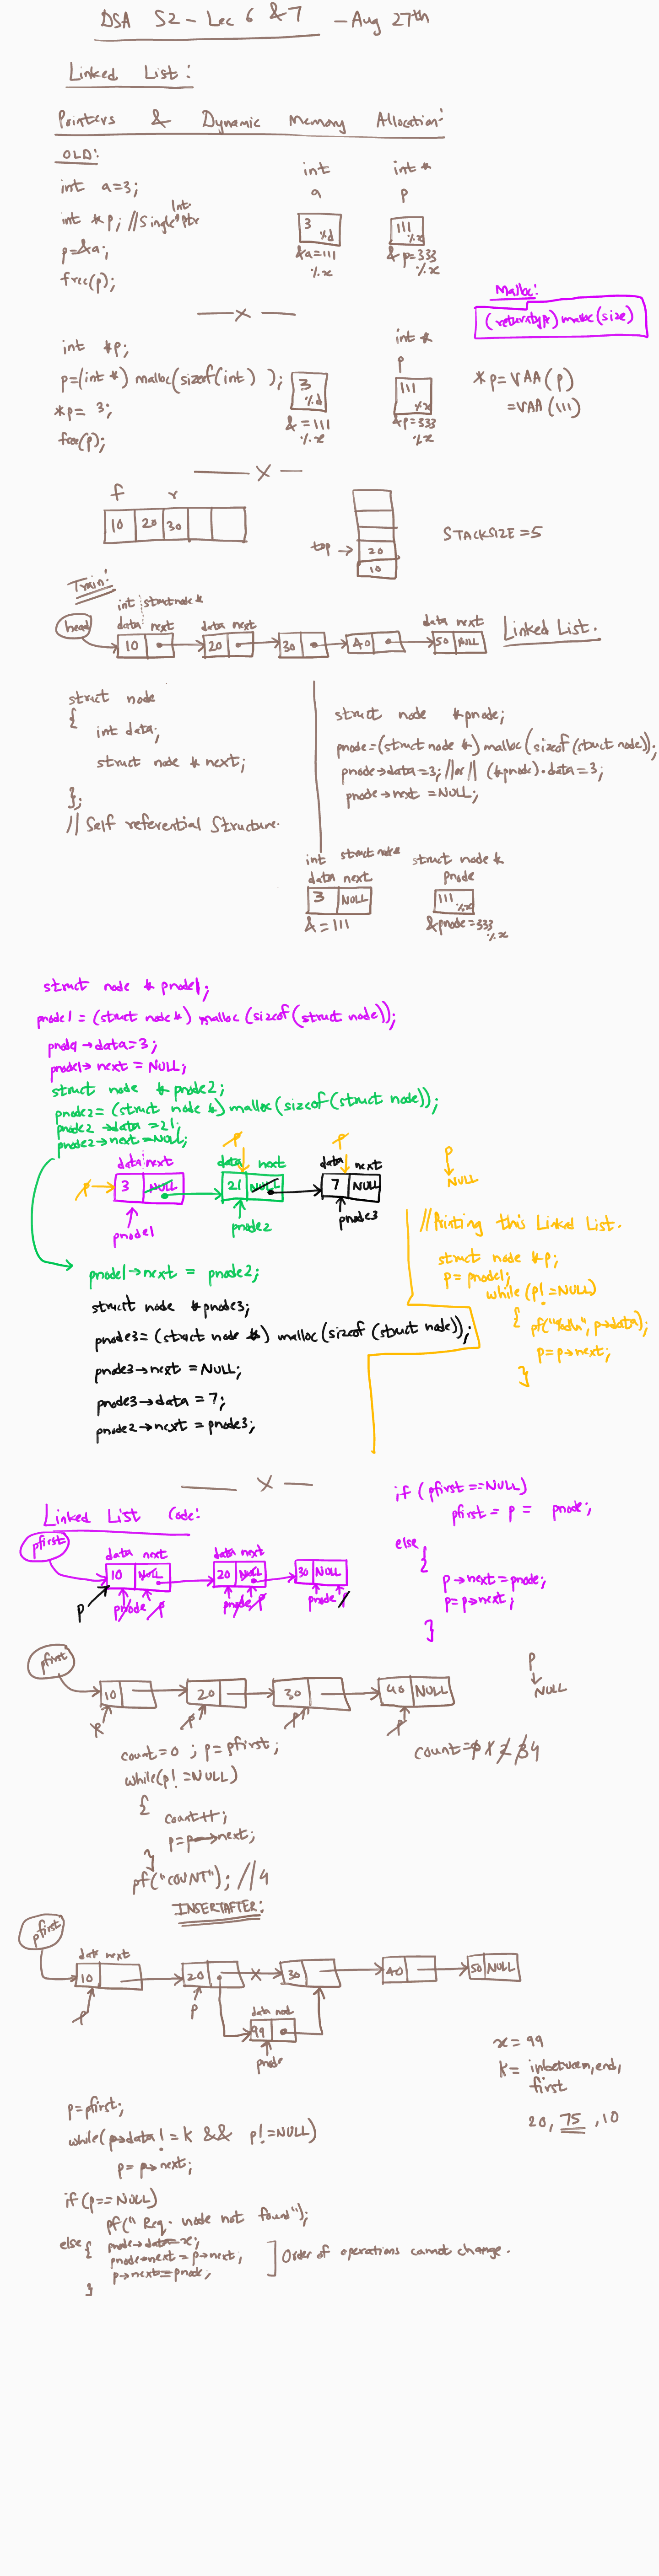 DSA S2 - Lec 6 & 7 - Aug 27th
Linked List:
Pointers & Dynamic Memory Allocation:
OLD:
int a=3;
int *p; //Single Int Ptr
p=&a;
free(p);
int int *
a p
3 %d 111 %x
&a=111 &p=333
%x %x
Malloc:
(returntype) malloc(size)
— x —
int *p;
p=(int *) malloc(sizeof(int) );
*p= 3;
free(p);
int *
p
3 %d 111 %x
& =111 &p=333
%x %x
*p=VAA(p)
=VAA(111)
— x —
f r
10 20 30
top → 20
10
STACKSIZE=5
Train:
int struct node *
data next data next data next
head 10 20 30 40 50 NULL
Linked List.
struct node
{
int data;
struct node * next;
};
// Self referential Structure.
struct node *pnode;
pnode=(struct node *) malloc(sizeof(struct node));
pnode→data=3; //or// (*pnode).data=3;
pnode→next =NULL;
int struct node struct node *
data next pnode
3 NULL 111 %x
& =111 &pnode=333
%x
struct node * pnode1;
pnode1 = (struct node *) malloc (sizeof(struct node));
pnode1→data=3;
pnode1→next = NULL;
struct node * pnode2;
pnode2= (struct node *) malloc(sizeof(struct node));
pnode2→data =21;
pnode2→next=NULL;
p p p
data next data next data next NULL
p 3 NULL 21 NULL 7 NULL
pnode1 pnode2 pnode3
pnode1→next = pnode2;
//Printing this Linked List.
struct node *p;
p=pnode1;
while(p!=NULL)
{ pf("%d\n", p→data);
p=p→next;
}
struct node *pnode3;
pnode3= (struct node *) malloc (sizeof (struct node));
pnode3→next =NULL;
pnode3→data =7;
pnode2→next =pnode3;
— x —
Linked List Code:
pfirst
data next data next
10 NULL 20 NULL 30 NULL
p pnode p pnode p pnode p
if (pfirst==NULL)
pfirst = p = pnode;
else
{
p→next=pnode;
p=p→next;
}
pfirst
10 20 30 40 NULL
p p p p
p
NULL
count=0 ; p=pfirst;
count=0 1 2 3 4
while(p!=NULL)
{
count++;
p=p→next;
}
pf("COUNT"); //4
INSERTAFTER:
pfirst
data next
10 20 x 30 40 50 NULL
p p data next
99
pnode
x=99
K= inbetween,end,
first
20, 75, 10
p=pfirst;
while(p→data!=K && p!=NULL)
p= p→next;
if (p==NULL)
pf(" Req. node not found");
else { pnode→data=x;
pnode→next = p→next;
p→next=pnode;
}
Order of operations cannot change.